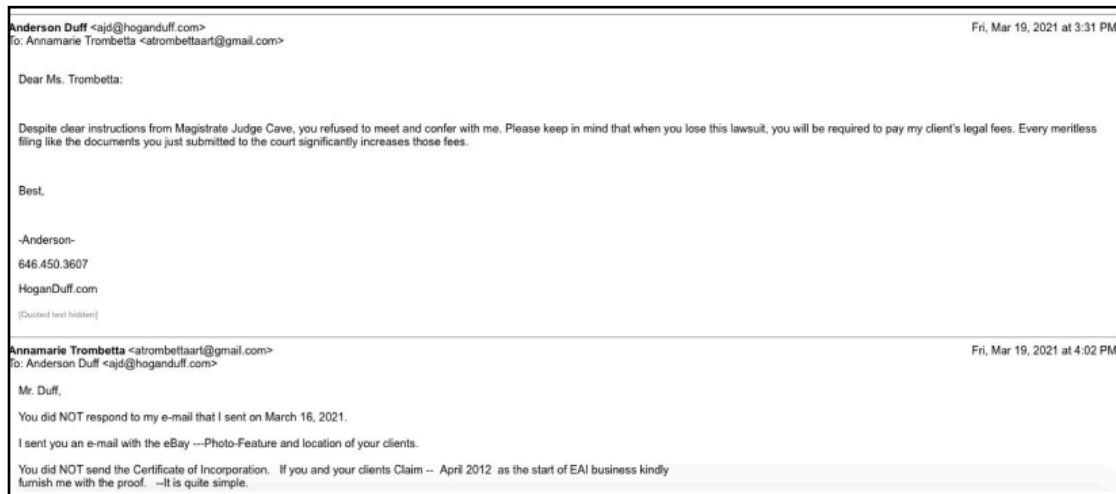 Anderson Duff <ajd@hoganduff.com> Fri, Mar 19, 2021 at 3:31 PM
To: Annamarie Trombetta <atrombettaart@gmail.com>
Dear Ms. Trombetta:
Despite clear instructions from Magistrate Judge Cave, you refused to meet and confer with me. Please keep in mind that when you lose this lawsuit, you will be required to pay my client's legal fees. Every meritless
filing like the documents you just submitted to the court significantly increases those fees.
Best,
-Anderson-
646.450.3607
HoganDuff.com
[Quoted text hidden]
Annamarie Trombetta <atrombettaart@gmail.com> Fri, Mar 19, 2021 at 4:02 PM
To: Anderson Duff <ajd@hoganduff.com>
Mr. Duff,
You did NOT respond to my e-mail that I sent on March 16, 2021.
I sent you an e-mail with the eBay ---Photo-Feature and location of your clients.
You did NOT send the Certificate of Incorporation. If you and your clients Claim -- April 2012 as the start of EAI business kindly
furnish me with the proof. --It is quite simple.